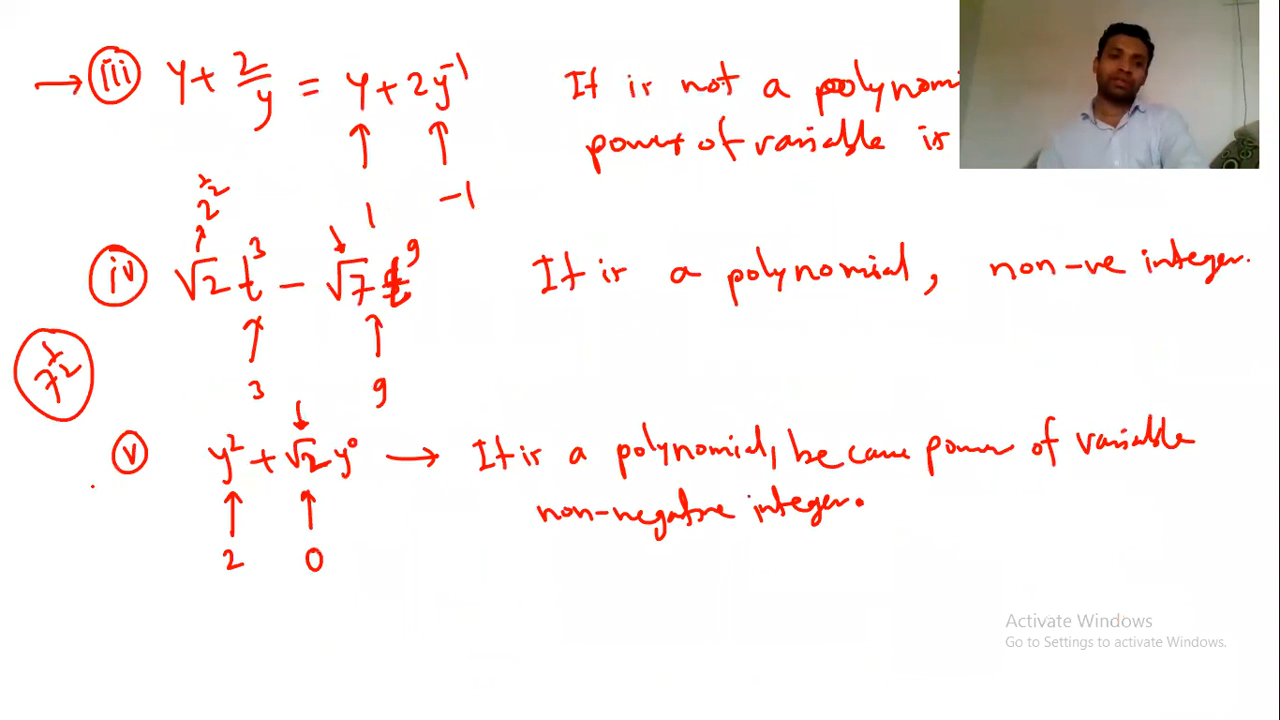 → (iii) y + 2/y = y + 2y⁻¹ It is not a polynomi
power of variable is
1 -1
2^½
(iv) √2 t³ − √7 t⁹ It is a polynomial, non-ve integer.
7^½
3 9
(v) y² + √2 y⁰ → It is a polynomial, because power of variable
non-negative integer.
2 0
Activate Windows
Go to Settings to activate Windows.